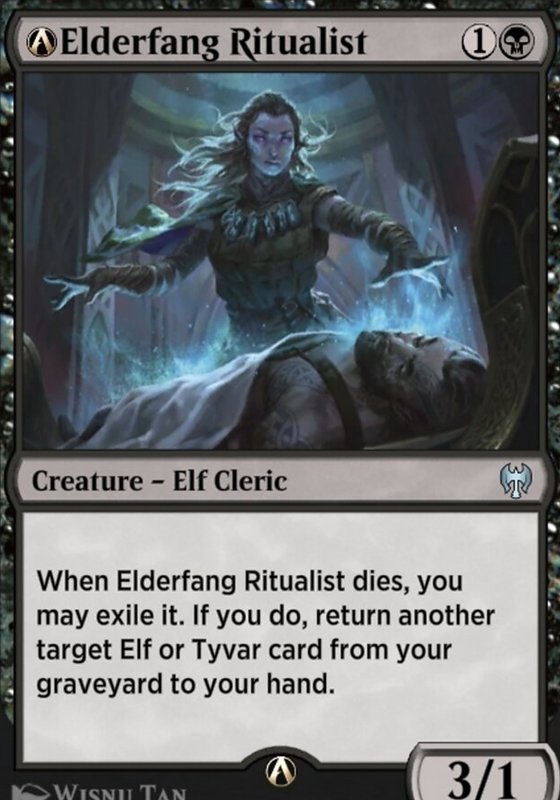 Elderfang Ritualist 1
Creature – Elf Cleric
When Elderfang Ritualist dies, you
may exile it. If you do, return another
target Elf or Tyvar card from your
graveyard to your hand.
3/1
Wisnu Tan